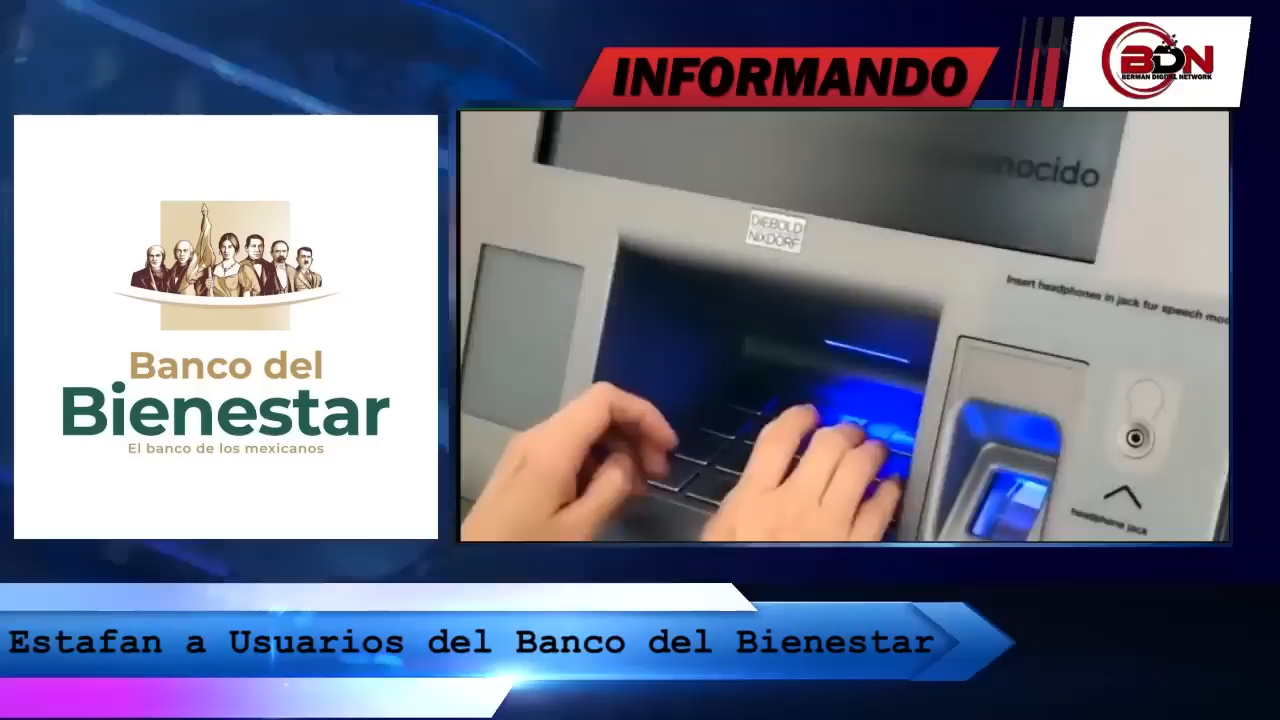 INFORMANDO
BDN
BERMAN DIGITAL NETWORK
Banco del
Bienestar
El banco de los mexicanos
nocido
DIEBOLD
NIXDORF
Insert headphones in jack for speech mod
headphone jack
Estafan a Usuarios del Banco del Bienestar